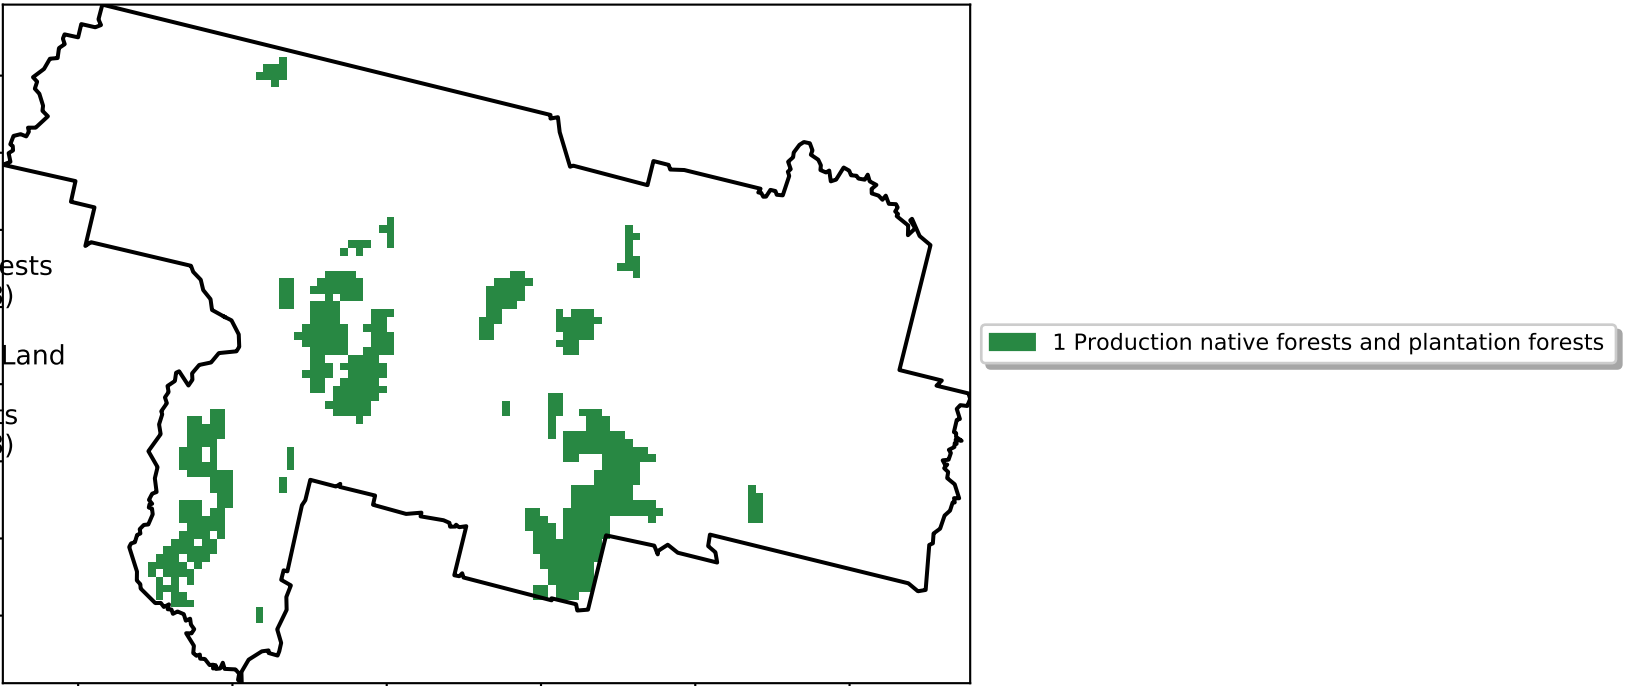 ests
)
Land
s
)
1 Production native forests and plantation forests